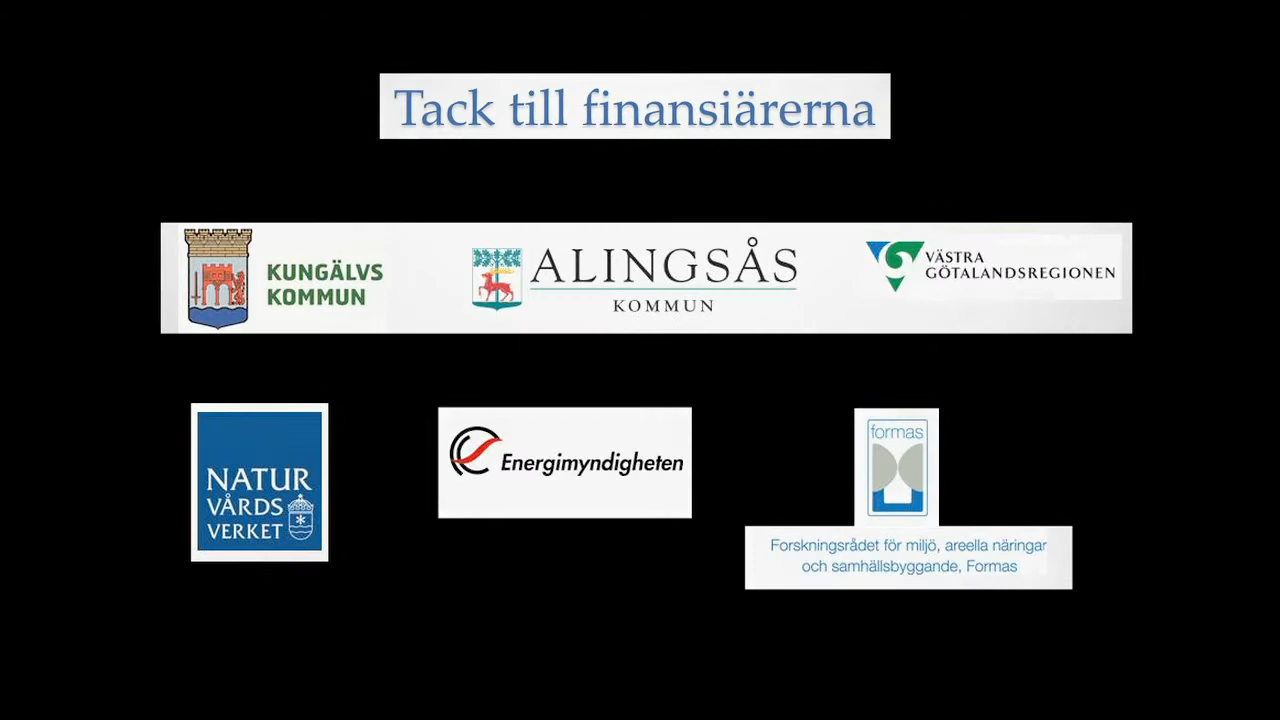 Tack till finansiärerna
KUNGÄLVS
KOMMUN
ALINGSÅS
KOMMUN
VÄSTRA
GÖTALANDSREGIONEN
NATUR
VÅRDS
VERKET
Energimyndigheten
formas
Forskningsrådet för miljö, areella näringar
och samhällsbyggande, Formas